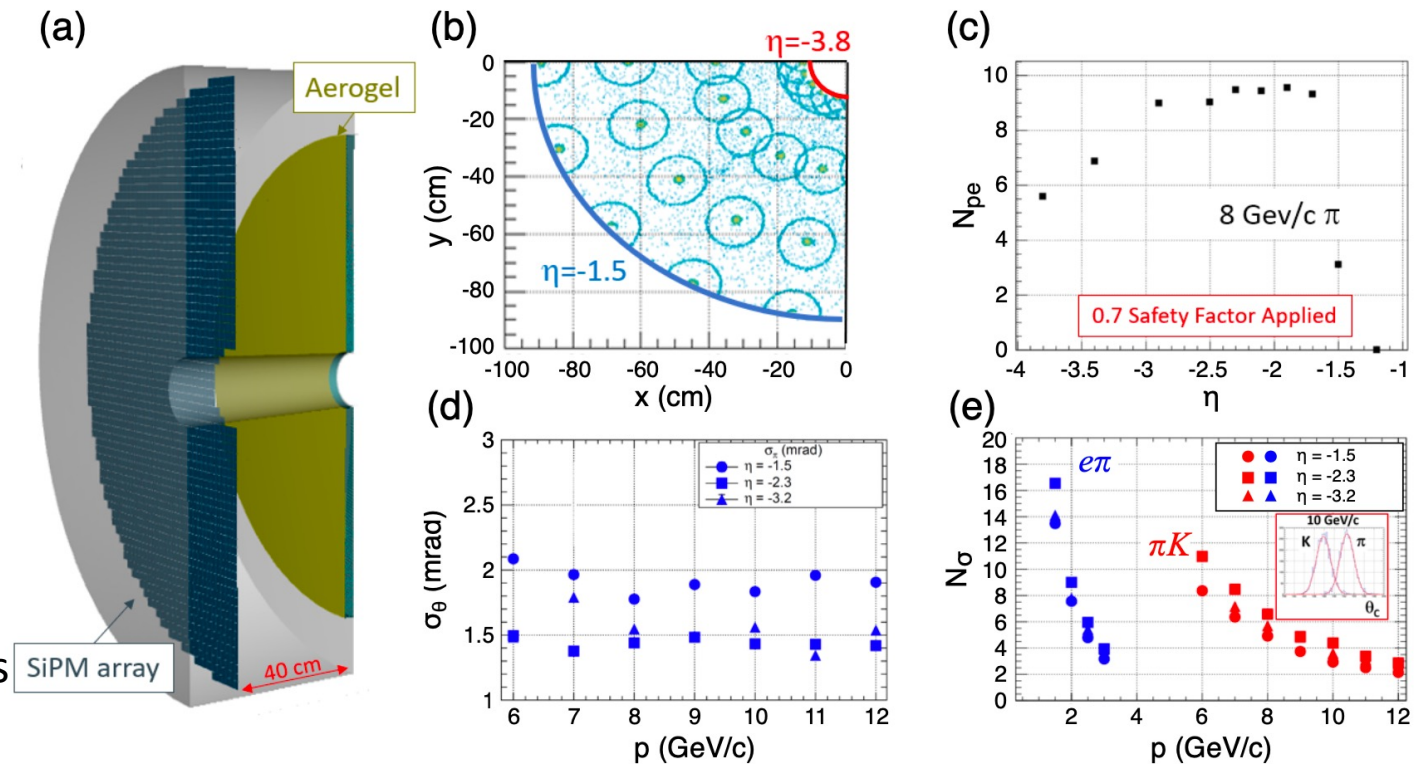 (a)
Aerogel
SiPM array
s
40 cm
(b)
η=-3.8
η=-1.5
0
-20
-40
-60
-80
-100
y (cm)
-100 -80 -60 -40 -20 0
x (cm)
(c)
10
8
6
4
2
0
Npe
8 Gev/c π
0.7 Safety Factor Applied
-4 -3.5 -3 -2.5 -2 -1.5 -1
η
(d)
3
2.5
2
1.5
1
σθ (mrad)
σπ (mrad)
η = -1.5
η = -2.3
η = -3.2
6 7 8 9 10 11 12
p (GeV/c)
(e)
20
18
16
14
12
10
8
6
4
2
0
Nσ
eπ
πK
η = -1.5
η = -2.3
η = -3.2
10 GeV/c
K π
θc
2 4 6 8 10 12
p (GeV/c)